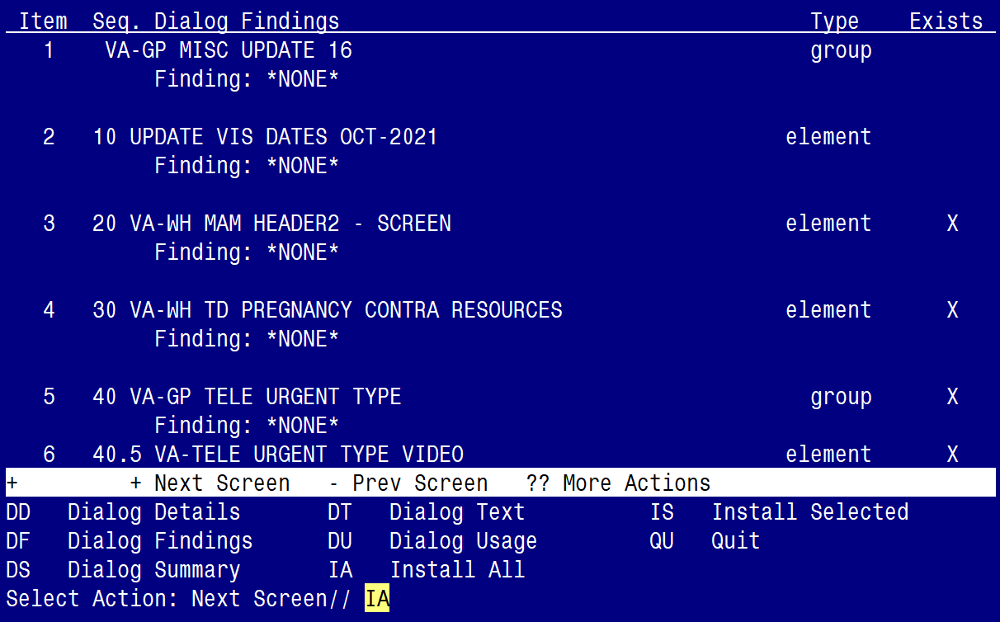 Item Seq. Dialog Findings Type Exists
1 VA-GP MISC UPDATE 16 group
Finding: *NONE*
2 10 UPDATE VIS DATES OCT-2021 element
Finding: *NONE*
3 20 VA-WH MAM HEADER2 - SCREEN element X
Finding: *NONE*
4 30 VA-WH TD PREGNANCY CONTRA RESOURCES element X
Finding: *NONE*
5 40 VA-GP TELE URGENT TYPE group X
Finding: *NONE*
6 40.5 VA-TELE URGENT TYPE VIDEO element X
+ + Next Screen - Prev Screen ?? More Actions
DD Dialog Details DT Dialog Text IS Install Selected
DF Dialog Findings DU Dialog Usage QU Quit
DS Dialog Summary IA Install All
Select Action: Next Screen// IA